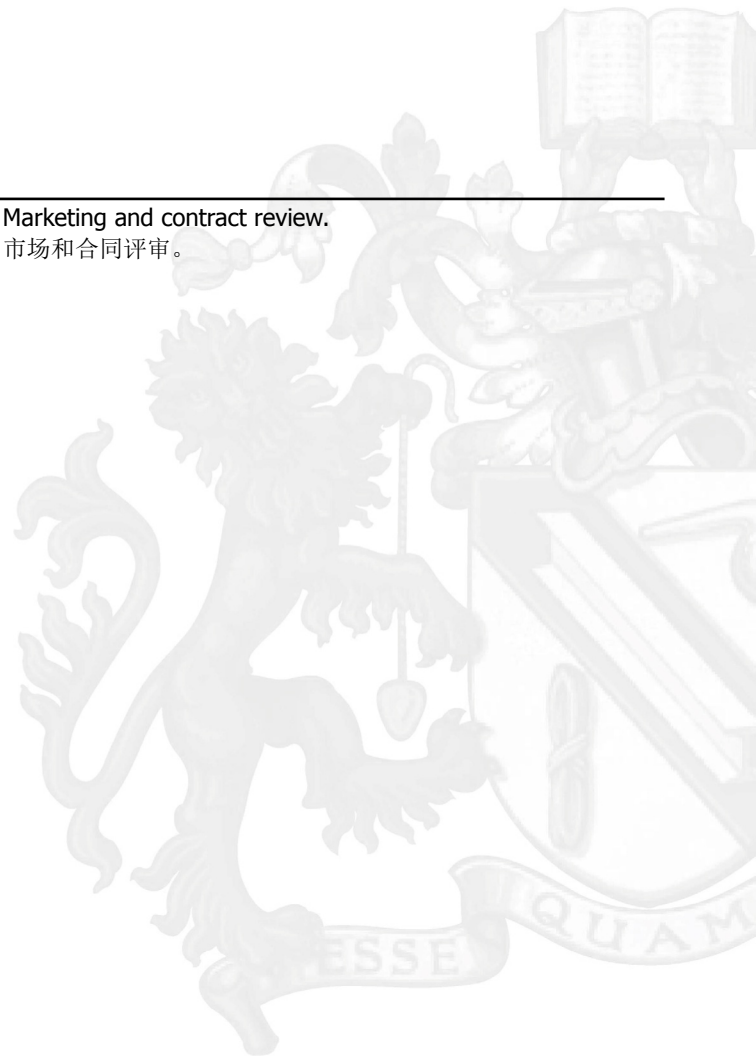 Marketing and contract review.
市场和合同评审。
ESSE
QUAM